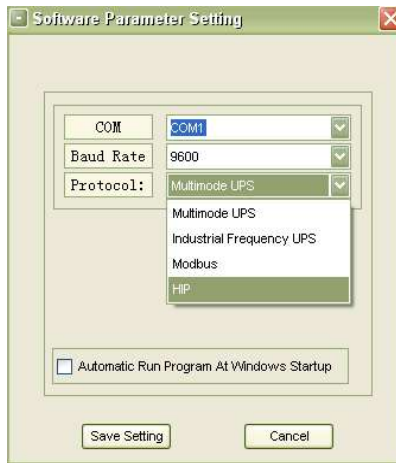 Software Parameter Setting
COM COM1
Baud Rate 9600
Protocol: Multimode UPS
Multimode UPS
Industrial Frequency UPS
Modbus
HIP
Automatic Run Program At Windows Startup
Save Setting Cancel